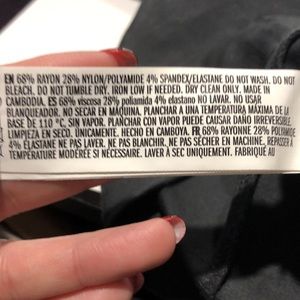 EN 68% RAYON 28% NYLON/POLYAMIDE 4% SPANDEX/ELASTANE DO NOT WASH. DO NOT
BLEACH. DO NOT TUMBLE DRY. IRON LOW IF NEEDED. DRY CLEAN ONLY. MADE IN
CAMBODIA. ES 68% viscosa 28% poliamida 4% elastano NO LAVAR. NO USAR
BLANQUEADOR. NO SECAR EN MAQUINA. PLANCHAR A UNA TEMPERATURA MÁXIMA DE LA
BASE DE 110 °C, SIN VAPOR. PLANCHAR CON VAPOR PUEDE CAUSAR DAÑO IRREVERSIBLE.
LIMPIEZA EN SECO, UNICAMENTE. HECHO EN CAMBOYA. FR 68% RAYONNE 28% POLYAMIDE
4% ÉLASTANE NE PAS LAVER. NE PAS BLANCHIR. NE PAS SÉCHER EN MACHINE. REPASSER À
TEMPÉRATURE MODÉRÉE SI NÉCESSAIRE. LAVER À SEC UNIQUEMENT. FABRIQUÉ AU